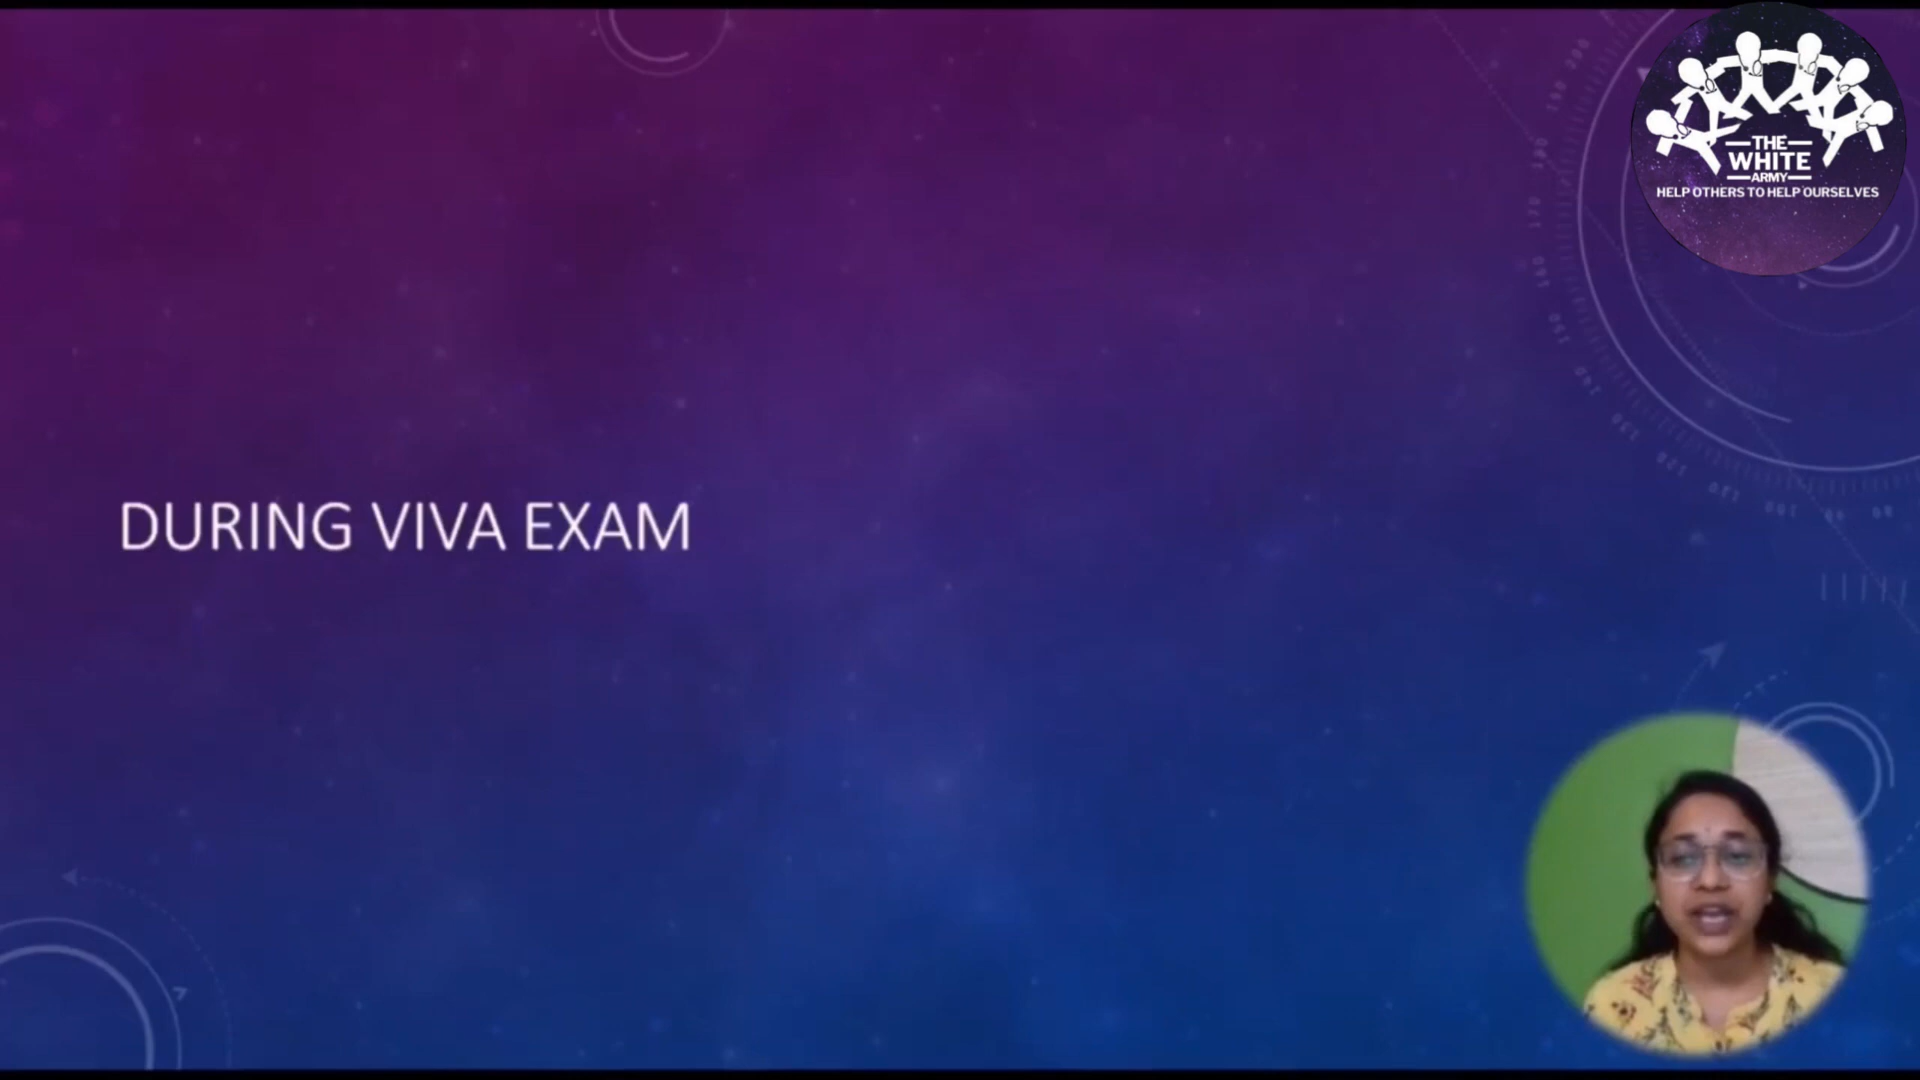 THE
WHITE
ARMY
HELP OTHERS TO HELP OURSELVES
DURING VIVA EXAM